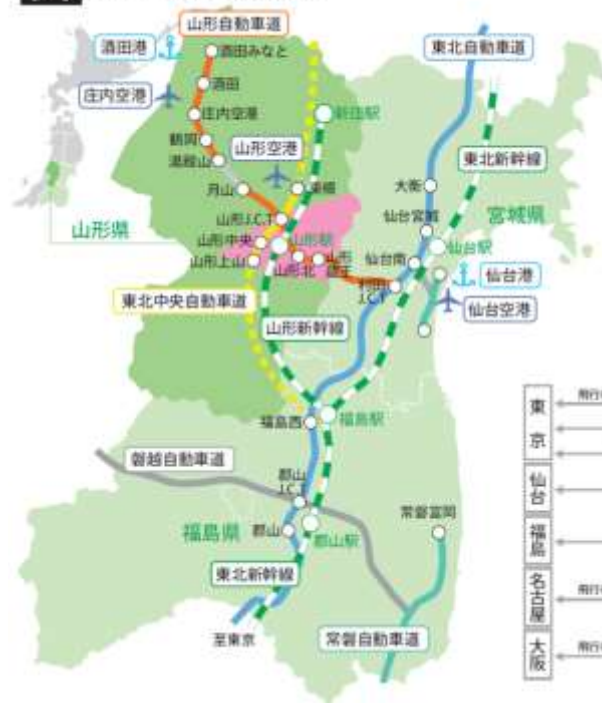 山形自動車道
酒田港
酒田みなと
東北自動車道
酒田
庄内空港
庄内空港
新庄駅
鶴岡
山形空港
湯殿山
東北新幹線
月山
東根
大衡
山形J.C.T
仙台宮城
宮城県
山形県
山形中央
山形駅
仙台駅
山形上山
山形北
山形蔵王
仙台南
仙台港
村田
J.C.T
東北中央自動車道
仙台空港
山形新幹線
福島西
福島駅
東京
仙台
福島
名古屋
大阪
磐越自動車道
郡山
J.C.T
常磐富岡
福島県
郡山
郡山駅
東北新幹線
至東京
常磐自動車道